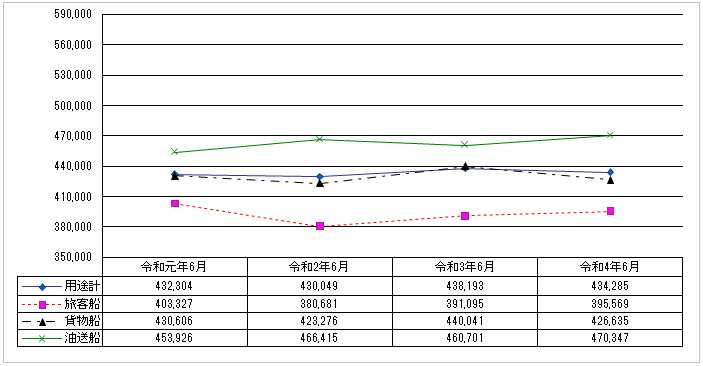 590,000
560,000
530,000
500,000
470,000
440,000
410,000
380,000
350,000
令和元年6月 令和2年6月 令和3年6月 令和4年6月
用途計 432,304 430,049 438,193 434,285
旅客船 403,327 380,681 391,095 395,569
貨物船 430,606 423,276 440,041 426,635
油送船 453,926 466,415 460,701 470,347